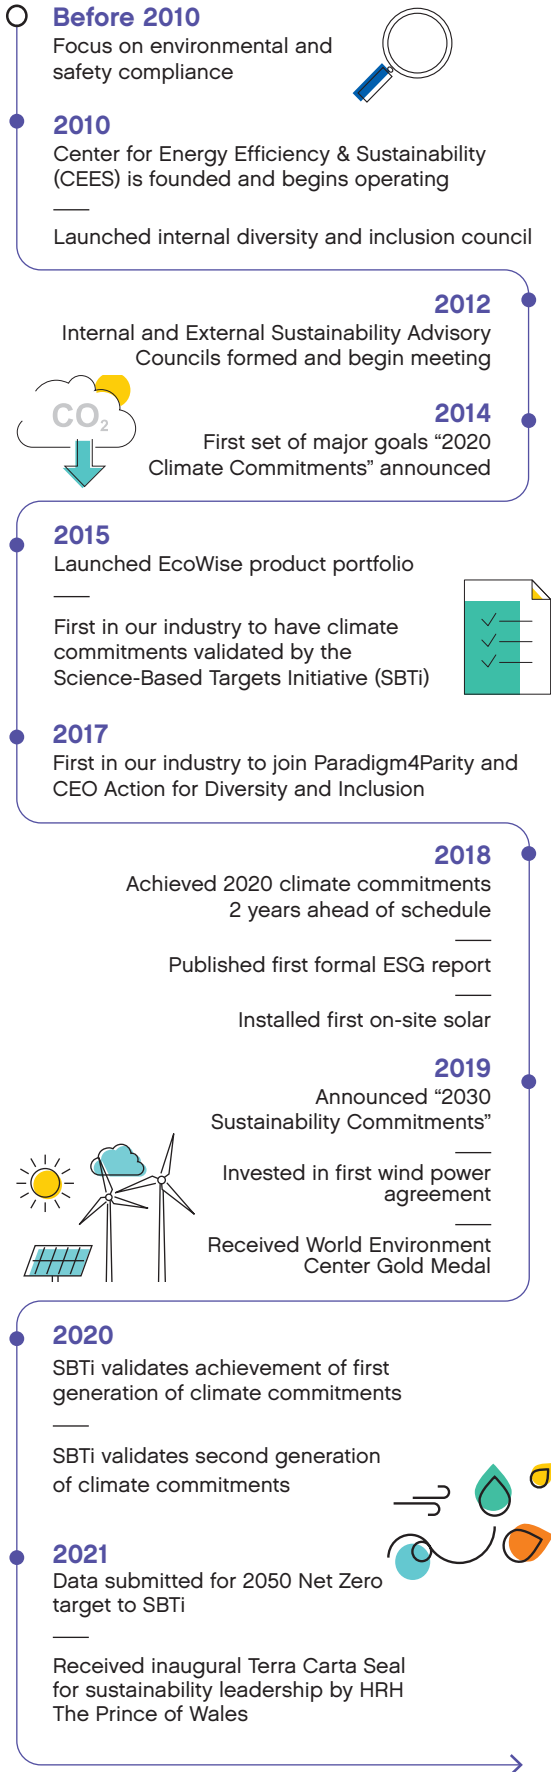 Before 2010
Focus on environmental and
safety compliance
2010
Center for Energy Efficiency & Sustainability
(CEES) is founded and begins operating
Launched internal diversity and inclusion council
2012
Internal and External Sustainability Advisory
Councils formed and begin meeting
CO2
2014
First set of major goals “2020
Climate Commitments” announced
2015
Launched EcoWise product portfolio
First in our industry to have climate
commitments validated by the
Science-Based Targets Initiative (SBTi)
2017
First in our industry to join Paradigm4Parity and
CEO Action for Diversity and Inclusion
2018
Achieved 2020 climate commitments
2 years ahead of schedule
Published first formal ESG report
Installed first on-site solar
2019
Announced “2030
Sustainability Commitments”
Invested in first wind power
agreement
Received World Environment
Center Gold Medal
2020
SBTi validates achievement of first
generation of climate commitments
SBTi validates second generation
of climate commitments
2021
Data submitted for 2050 Net Zero
target to SBTi
Received inaugural Terra Carta Seal
for sustainability leadership by HRH
The Prince of Wales